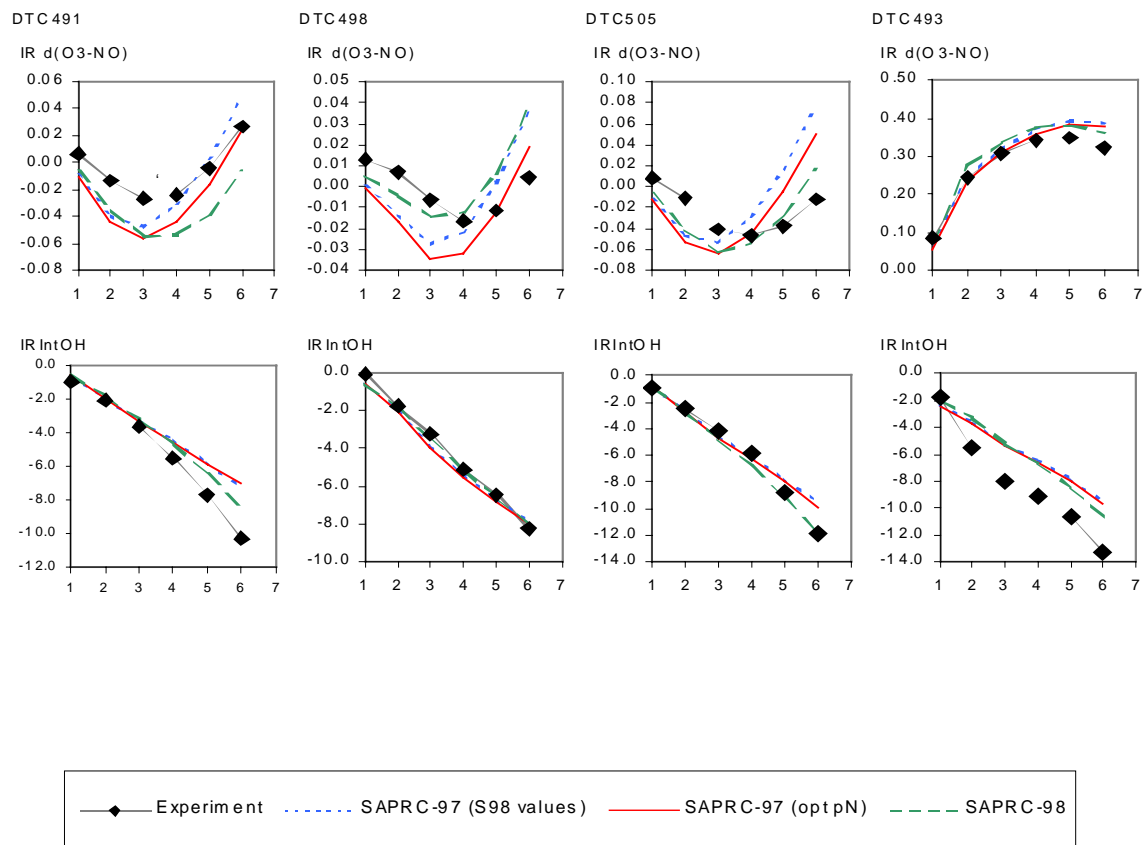 DTC491 DTC498 DTC505 DTC493
IR d(O3-NO) IR d(O3-NO) IR d(O3-NO) IR d(O3-NO)
0.06 0.05 0.10 0.50
0.04 0.04 0.08
0.02 0.03 0.06 0.40
0.00 0.02 0.04 0.30
-0.02 0.01 0.02
-0.04 0.00 0.00 0.20
-0.06 -0.01 -0.02
-0.08 -0.02 -0.04 0.10
-0.03 -0.06
-0.04 -0.08 0.00
1 2 3 4 5 6 7 1 2 3 4 5 6 7 1 2 3 4 5 6 7 1 2 3 4 5 6 7
IR IntOH IR IntOH IR IntOH IR IntOH
0.0 0.0 0.0 0.0
-2.0 -2.0 -2.0 -2.0
-4.0 -4.0 -4.0 -4.0
-6.0 -6.0 -6.0 -6.0
-8.0 -8.0 -8.0 -8.0
-10.0 -10.0 -10.0 -10.0
-12.0 -12.0 -12.0
-14.0 -14.0
1 2 3 4 5 6 7 1 2 3 4 5 6 7 1 2 3 4 5 6 7 1 2 3 4 5 6 7
Experiment SAPRC-97 (S98 values) SAPRC-97 (opt pN) SAPRC-98